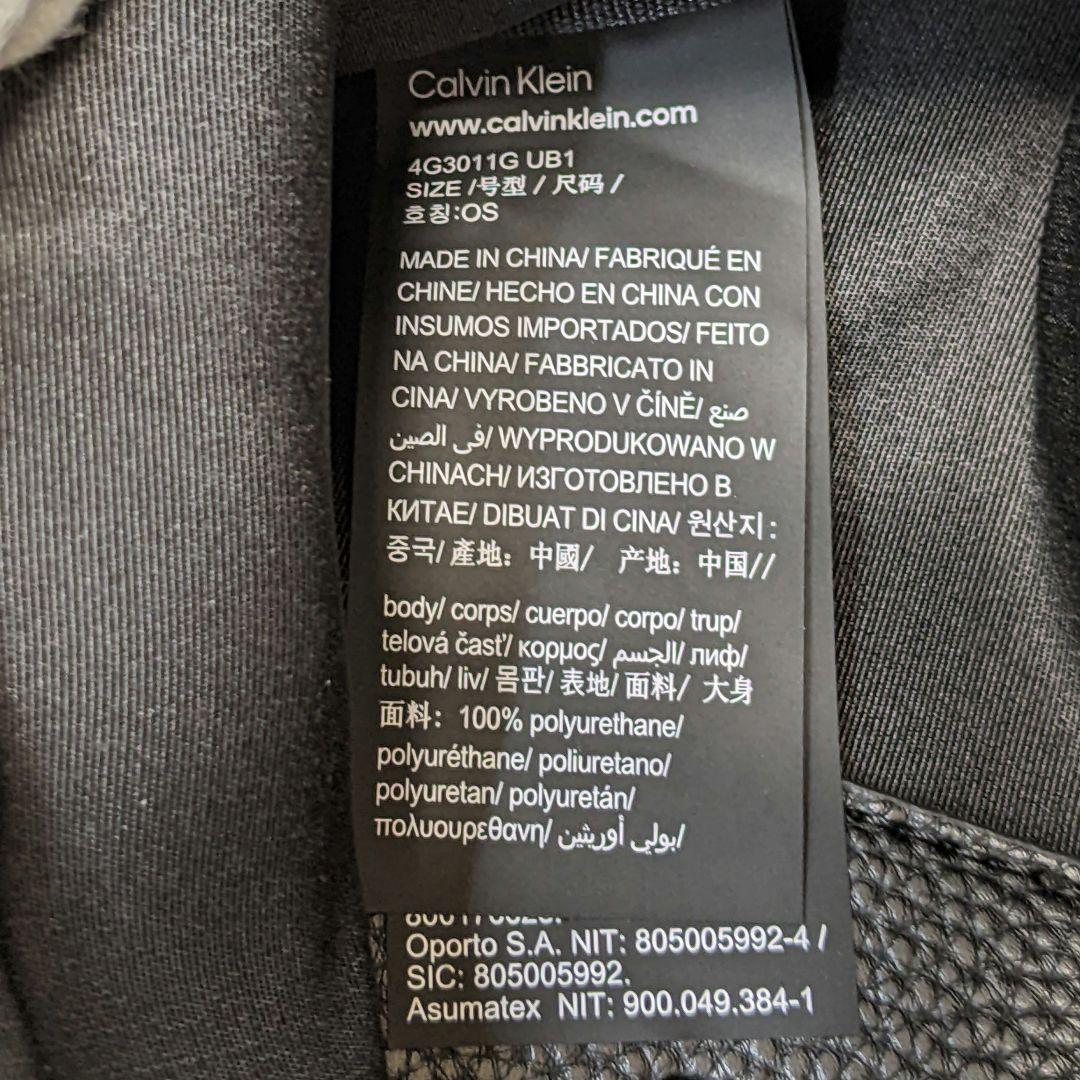 Calvin Klein
www.calvinklein.com
4G3011G UB1
SIZE /号型 / 尺码 /
호칭:OS
MADE IN CHINA/ FABRIQUÉ EN
CHINE/ HECHO EN CHINA CON
INSUMOS IMPORTADOS/ FEITO
NA CHINA/ FABBRICATO IN
CINA/ VYROBENO V ČÍNĚ/ صنع
في الصين/ WYPRODUKOWANO W
CHINACH/ ИЗГОТОВЛЕНО В
КИТАЕ/ DIBUAT DI CINA/ 원산지 :
중국/ 產地：中國/ 产地：中国//
body/ corps/ cuerpo/ corpo/ trup/
telová časť/ κορμος/ الجسم/ лиф/
tubuh/ liv/ 몸판/ 表地/ 面料/ 大身
面料：100% polyurethane/
polyuréthane/ poliuretano/
polyuretan/ polyuretán/
πολυουρεθανη/ بولي أوريثين/
Oporto S.A. NIT: 805005992-4 /
SIC: 805005992.
Asumatex NIT: 900.049.384-1